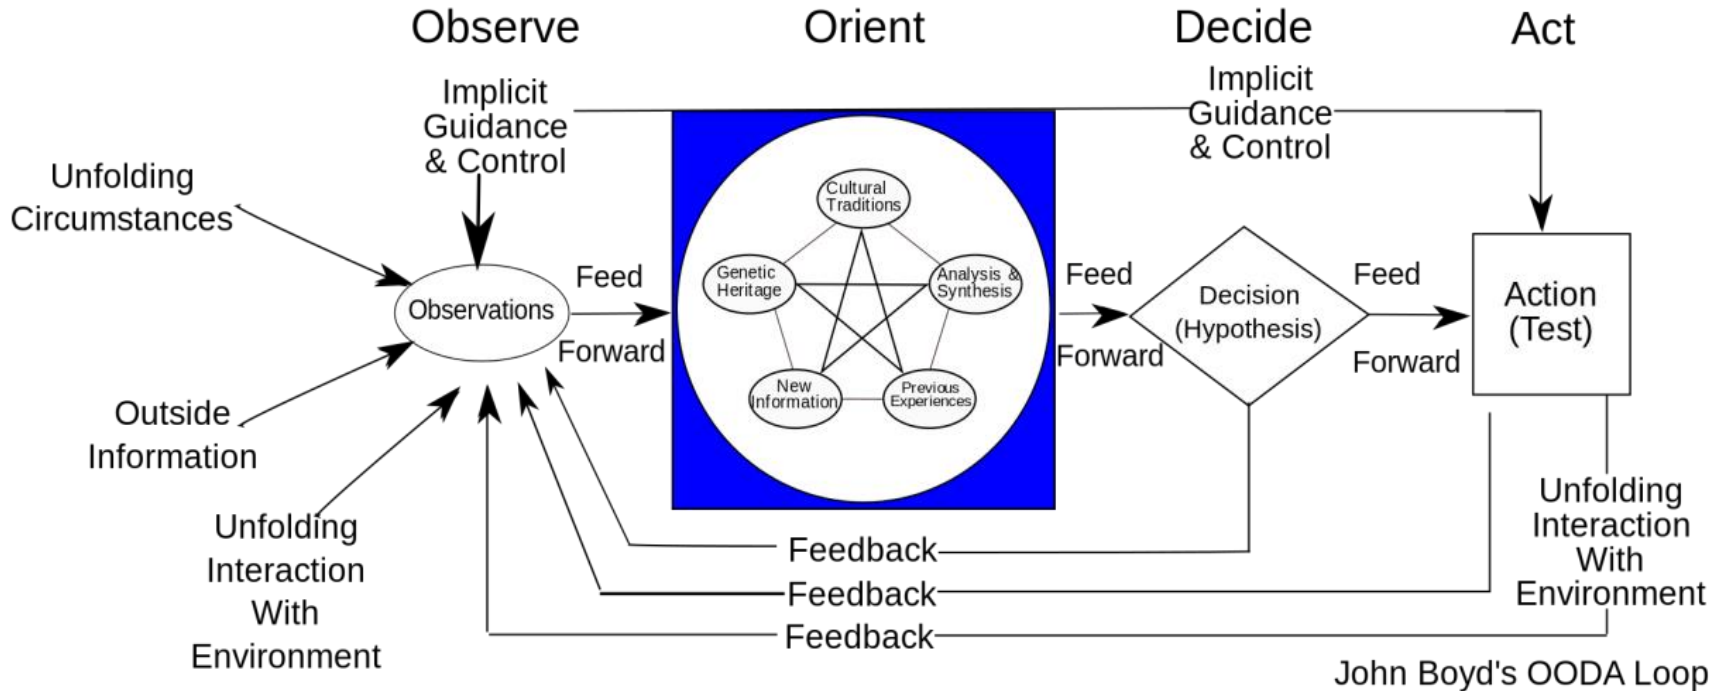 Observe
Orient
Decide
Act
Implicit
Guidance
& Control
Implicit
Guidance
& Control
Unfolding
Circumstances
Observations
Feed
Forward
Cultural
Traditions
Genetic
Heritage
Analysis &
Synthesis
New
Information
Previous
Experiences
Feed
Forward
Decision
(Hypothesis)
Feed
Forward
Action
(Test)
Outside
Information
Unfolding
Interaction
With
Environment
Unfolding
Interaction
With
Environment
Feedback
Feedback
Feedback
John Boyd's OODA Loop